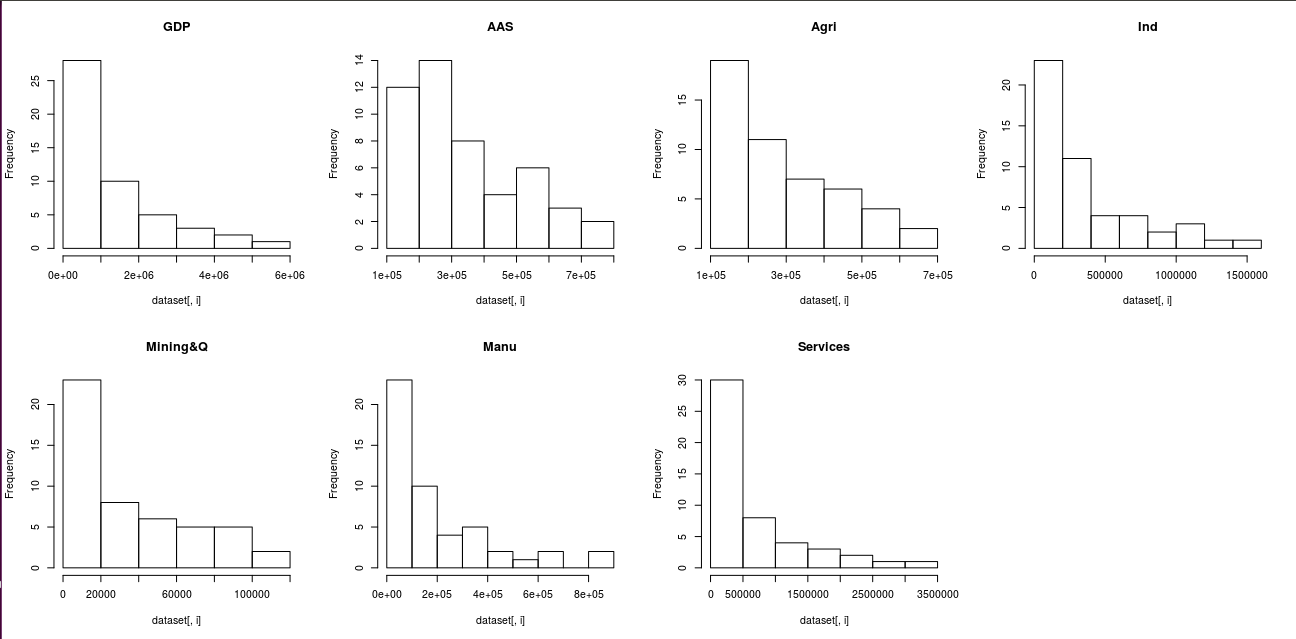 GDP
AAS
Agri
Ind
Frequency
0 5 10 15 20 25
0e+00 2e+06 4e+06 6e+06
dataset[, i]
Frequency
0 2 4 6 8 10 12 14
1e+05 3e+05 5e+05 7e+05
dataset[, i]
Frequency
0 5 10 15
1e+05 3e+05 5e+05 7e+05
dataset[, i]
Frequency
0 5 10 15 20
0 500000 1000000 1500000
dataset[, i]
Mining&Q
Manu
Services
Frequency
0 5 10 15 20
0 20000 60000 100000
dataset[, i]
Frequency
0 5 10 15 20
0e+00 2e+05 4e+05 6e+05 8e+05
dataset[, i]
Frequency
0 5 10 15 20 25 30
0 500000 1500000 2500000 3500000
dataset[, i]